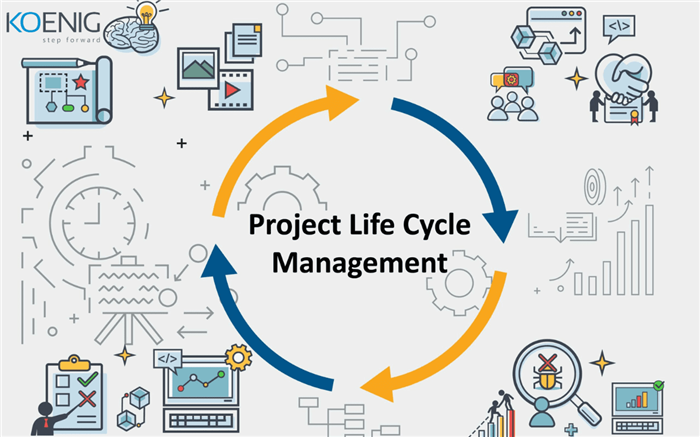 KOENIG
step forward
</>
Project Life Cycle
Management
</>